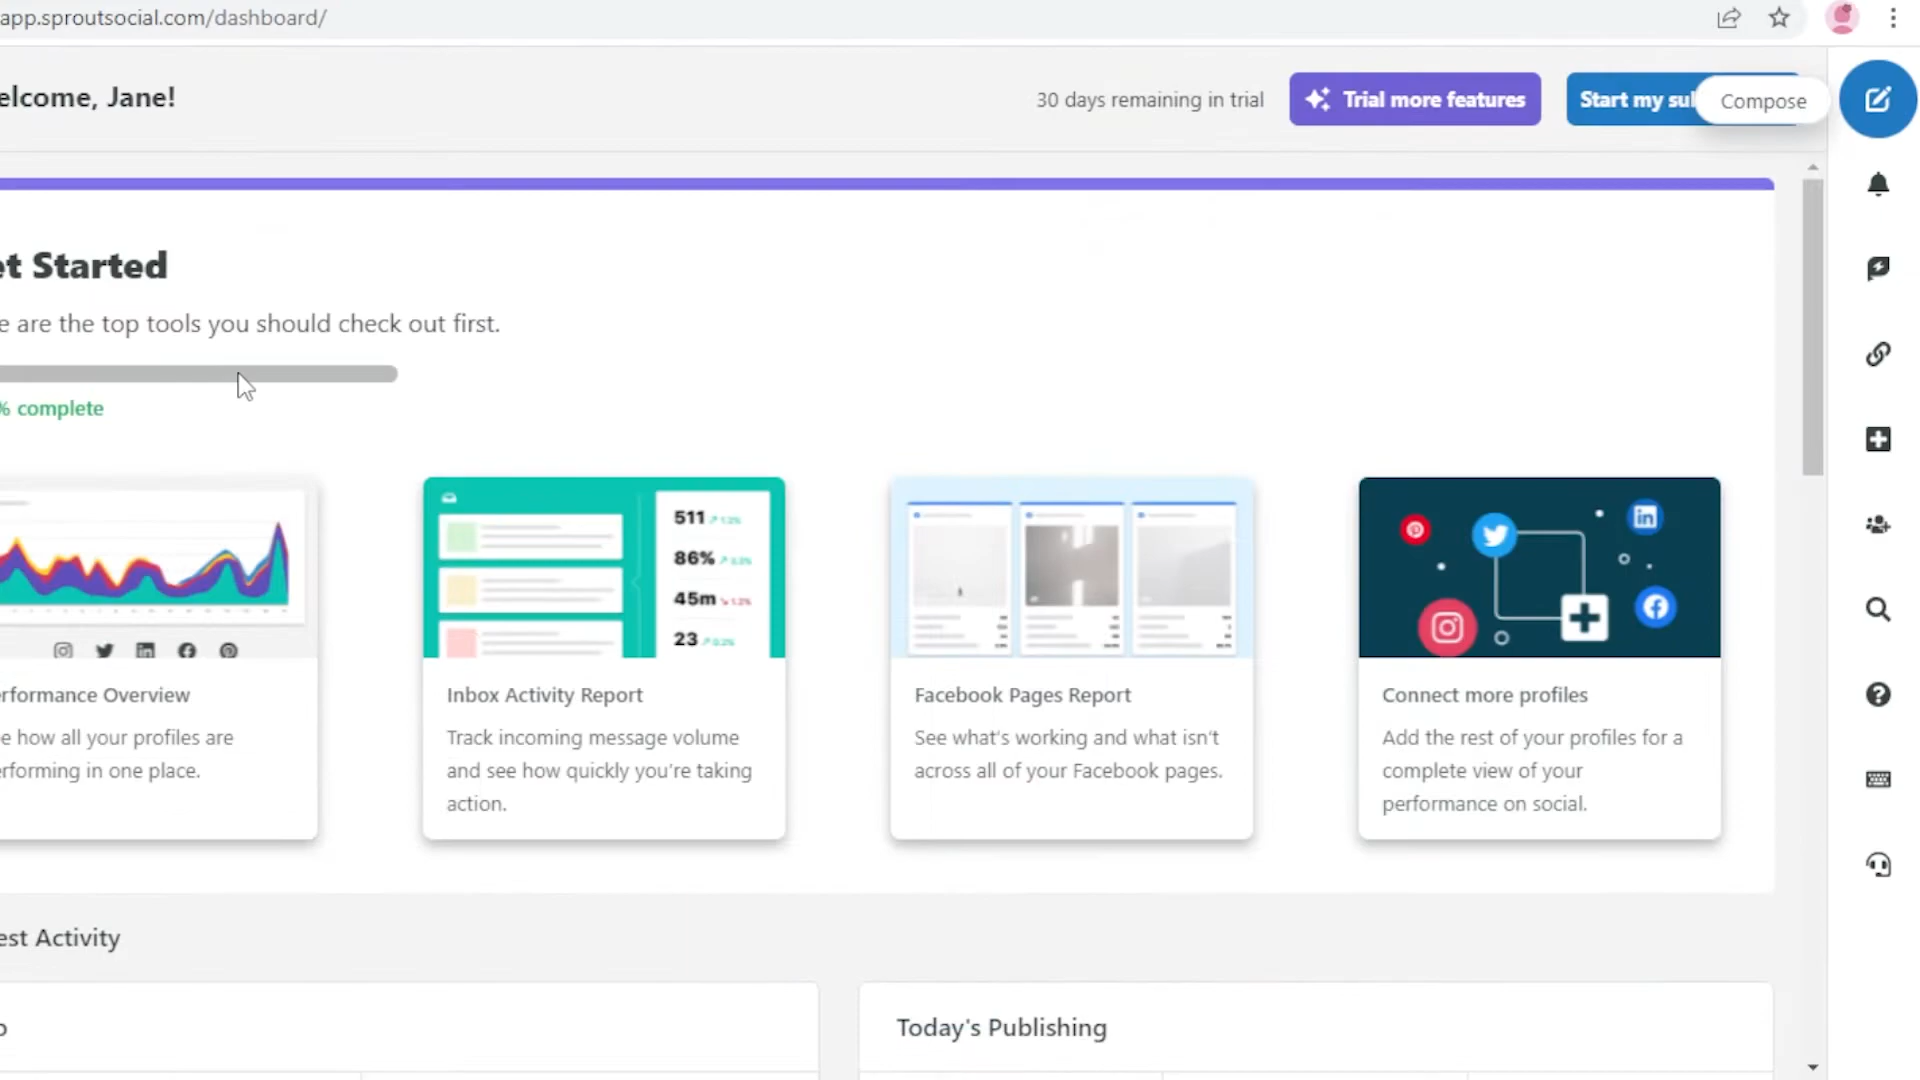 app.sproutsocial.com/dashboard/
elcome, Jane!
30 days remaining in trial
Trial more features
Start my sul
Compose
et Started
e are the top tools you should check out first.
% complete
511
86%
45m
23
erformance Overview
e how all your profiles are
erforming in one place.
Inbox Activity Report
Track incoming message volume
and see how quickly you're taking
action.
Facebook Pages Report
See what's working and what isn't
across all of your Facebook pages.
Connect more profiles
Add the rest of your profiles for a
complete view of your
performance on social.
est Activity
Today's Publishing